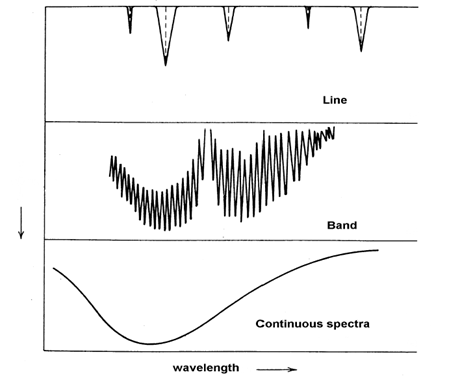 Line
Band
Continuous spectra
wavelength